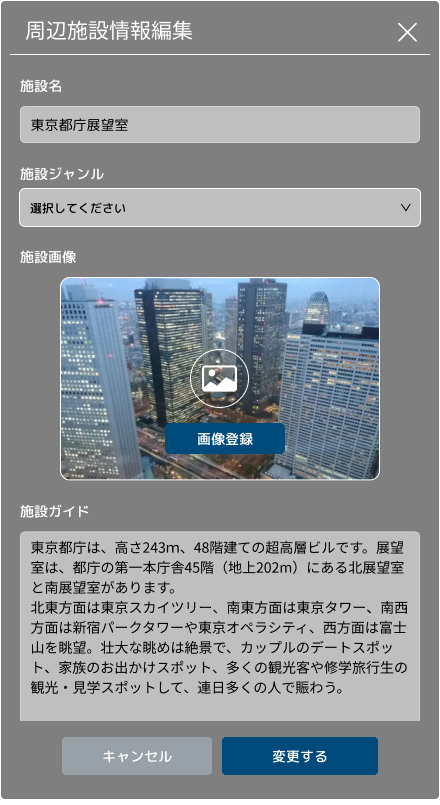 周辺施設情報編集
施設名
東京都庁展望室
施設ジャンル
選択してください
施設画像
画像登録
施設ガイド
東京都庁は、高さ243m、48階建ての超高層ビルです。展望
室は、都庁の第一本庁舎45階（地上202m）にある北展望室
と南展望室があります。
北東方面は東京スカイツリー、南東方面は東京タワー、南西
方面は新宿パークタワーや東京オペラシティ、西方面は富士
山を眺望。壮大な眺めは絶景で、カップルのデートスポッ
ト、家族のお出かけスポット、多くの観光客や修学旅行生の
観光・見学スポットして、連日多くの人で賑わう。
キャンセル
変更する